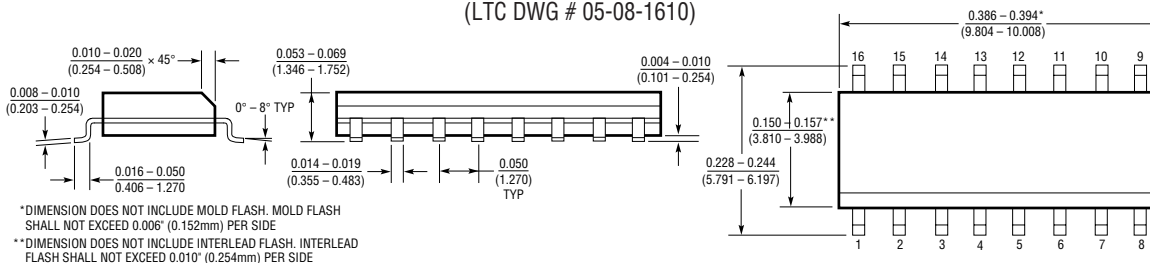 (LTC DWG # 05-08-1610)
0.386 – 0.394*
(9.804 – 10.008)
0.010 – 0.020
(0.254 – 0.508)
× 45°
0.053 – 0.069
(1.346 – 1.752)
0.004 – 0.010
(0.101 – 0.254)
16 15 14 13 12 11 10 9
0.008 – 0.010
(0.203 – 0.254)
0° – 8° TYP
0.150 – 0.157**
(3.810 – 3.988)
0.228 – 0.244
(5.791 – 6.197)
0.016 – 0.050
0.406 – 1.270
0.014 – 0.019
(0.355 – 0.483)
0.050
(1.270)
TYP
*DIMENSION DOES NOT INCLUDE MOLD FLASH. MOLD FLASH
SHALL NOT EXCEED 0.006" (0.152mm) PER SIDE
**DIMENSION DOES NOT INCLUDE INTERLEAD FLASH. INTERLEAD
FLASH SHALL NOT EXCEED 0.010" (0.254mm) PER SIDE
1 2 3 4 5 6 7 8